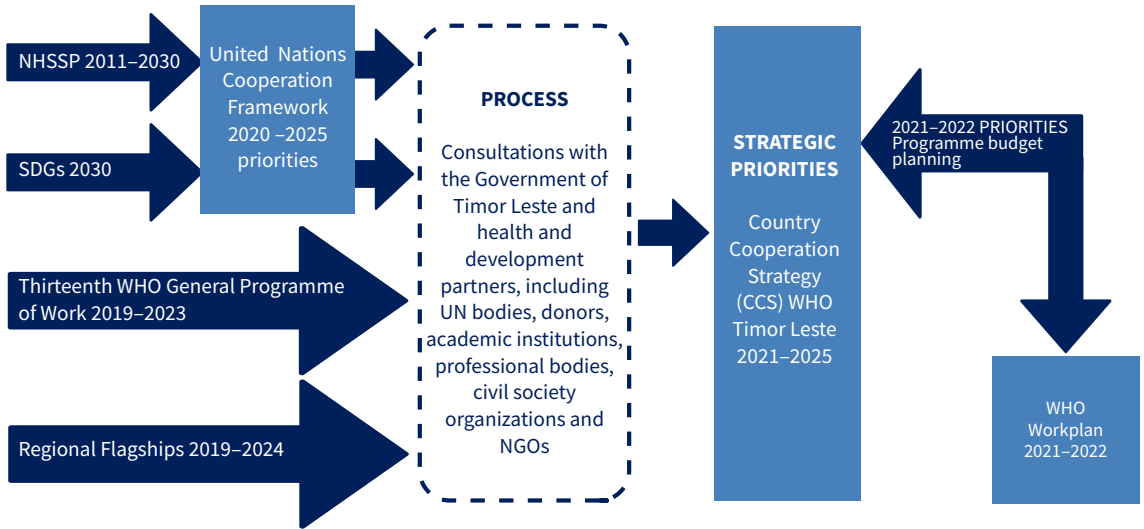 NHSSP 2011–2030
SDGs 2030
United Nations
Cooperation
Framework
2020 –2025
priorities
Thirteenth WHO General Programme
of Work 2019–2023
Regional Flagships 2019–2024
PROCESS
Consultations with
the Government of
Timor Leste and
health and
development
partners, including
UN bodies, donors,
academic institutions,
professional bodies,
civil society
organizations and
NGOs
STRATEGIC
PRIORITIES
Country
Cooperation
Strategy
(CCS) WHO
Timor Leste
2021–2025
2021–2022 PRIORITIES
Programme budget
planning
WHO
Workplan
2021–2022